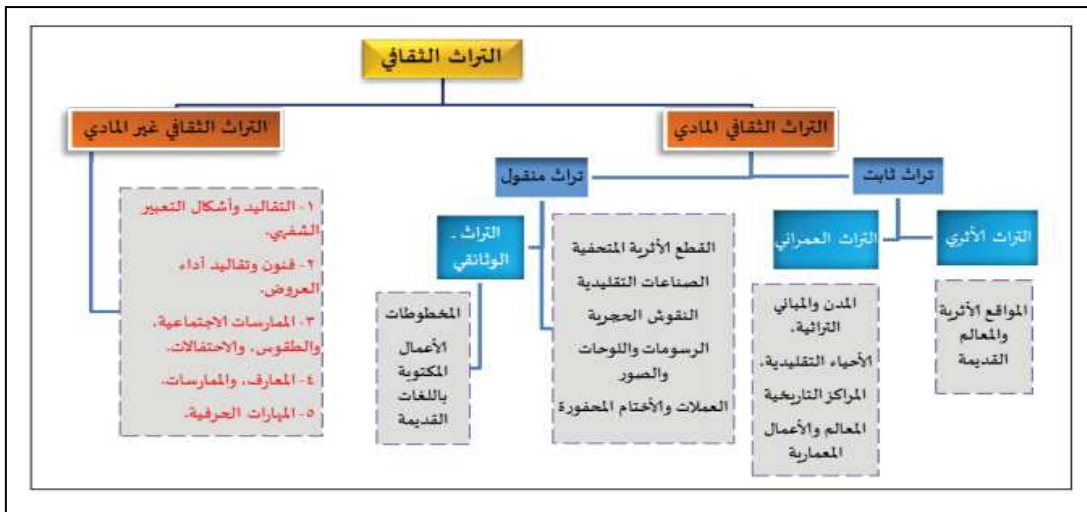 التراث الثقافي
التراث الثقافي المادي
التراث الثقافي غير المادي
تراث ثابت
تراث منقول
التراث الأثري
التراث العمراني
التراث -
الوثائقي
المواقع الأثرية
والمعالم
القديمة
المدن والمباني
التراثية.
الأحياء التقليدية.
المراكز التاريخية
المعالم والأعمال
المعمارية
القطع الأثرية المتحفية
الصناعات التقليدية
النقوش الحجرية
الرسومات واللوحات
والصور
العملات والأختام المحفورة
المخطوطات
الأعمال
المكتوبة
باللغات
القديمة
١- التقاليد وأشكال التعبير
الشفهي.
٢- فنون وتقاليد أداء
العروض.
٣- الممارسات الاجتماعية،
والطقوس، والاحتفالات.
٤- المعارف، والممارسات.
٥- المهارات الحرفية.